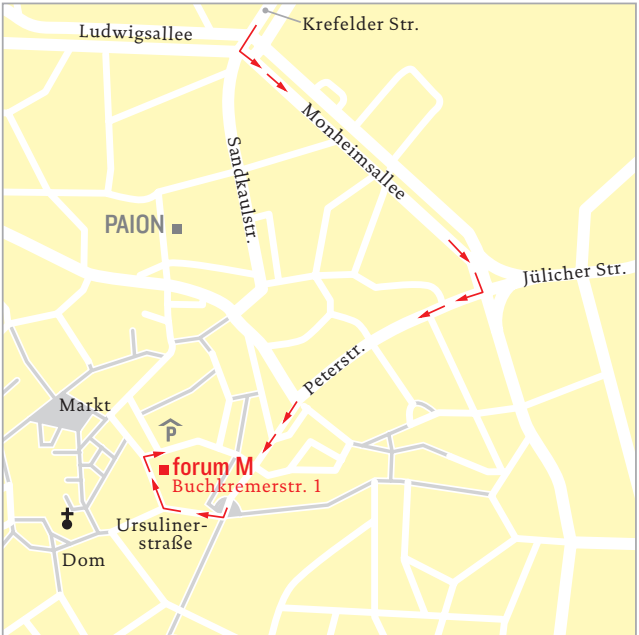 Krefelder Str.
Ludwigsallee
Monheimsallee
Sandkaulstr.
PAION
Jülicher Str.
Peterstr.
Markt
P
forum M
Buchkremerstr. 1
Ursuliner-
straße
Dom